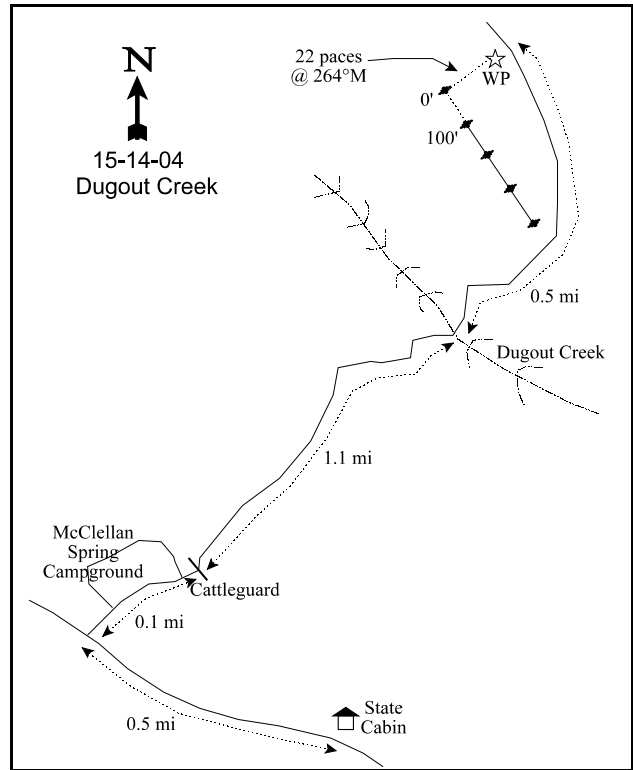 22 paces
@ 264°M
WP
N
0'
100'
15-14-04
Dugout Creek
0.5 mi
Dugout Creek
1.1 mi
McClellan
Spring
Campground
Cattleguard
0.1 mi
State
Cabin
0.5 mi